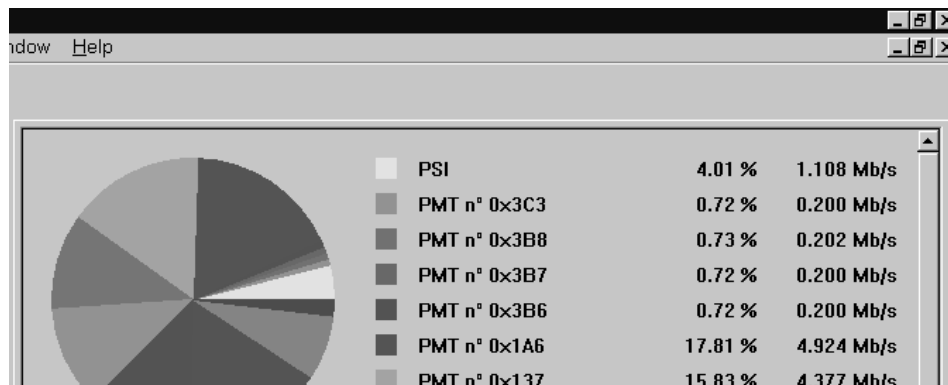 ndow Help
PSI 4.01 % 1.108 Mb/s
PMT n° 0x3C3 0.72 % 0.200 Mb/s
PMT n° 0x3B8 0.73 % 0.202 Mb/s
PMT n° 0x3B7 0.72 % 0.200 Mb/s
PMT n° 0x3B6 0.72 % 0.200 Mb/s
PMT n° 0x1A6 17.81 % 4.924 Mb/s
PMT n° 0x137 15.83 % 4.377 Mb/s